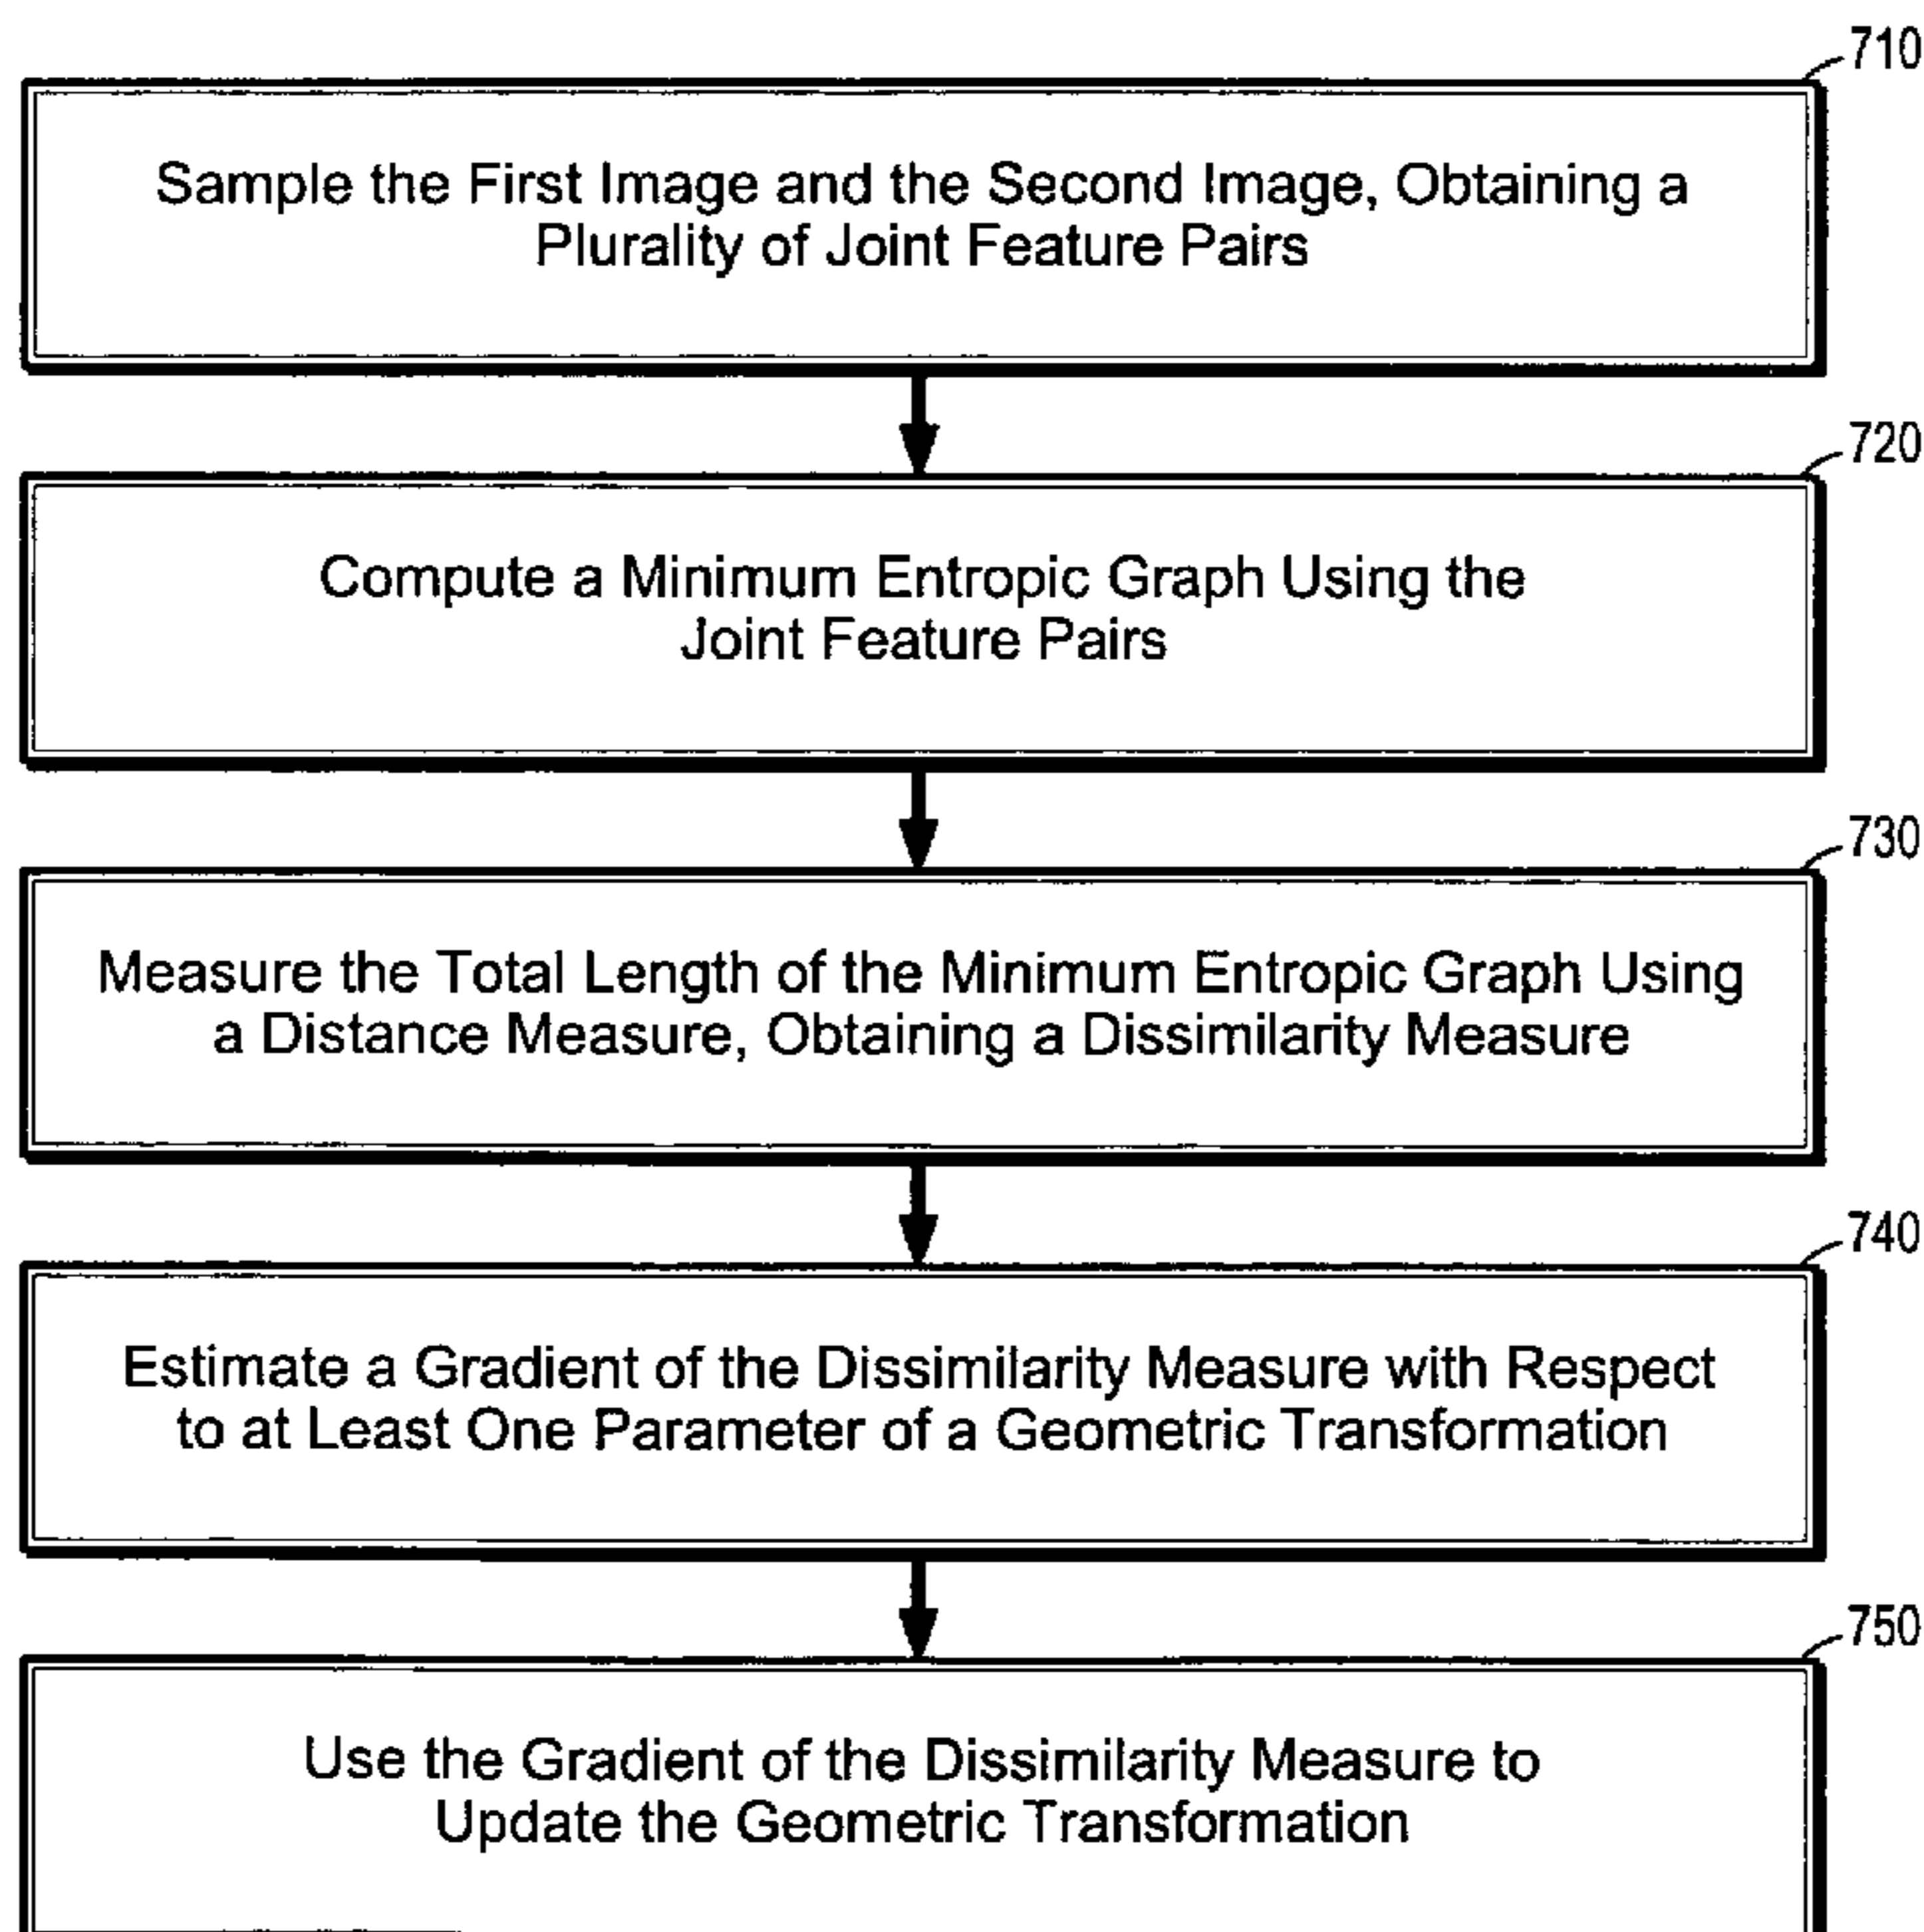 710
Sample the First Image and the Second Image, Obtaining a
Plurality of Joint Feature Pairs
720
Compute a Minimum Entropic Graph Using the
Joint Feature Pairs
730
Measure the Total Length of the Minimum Entropic Graph Using
a Distance Measure, Obtaining a Dissimilarity Measure
740
Estimate a Gradient of the Dissimilarity Measure with Respect
to at Least One Parameter of a Geometric Transformation
750
Use the Gradient of the Dissimilarity Measure to
Update the Geometric Transformation